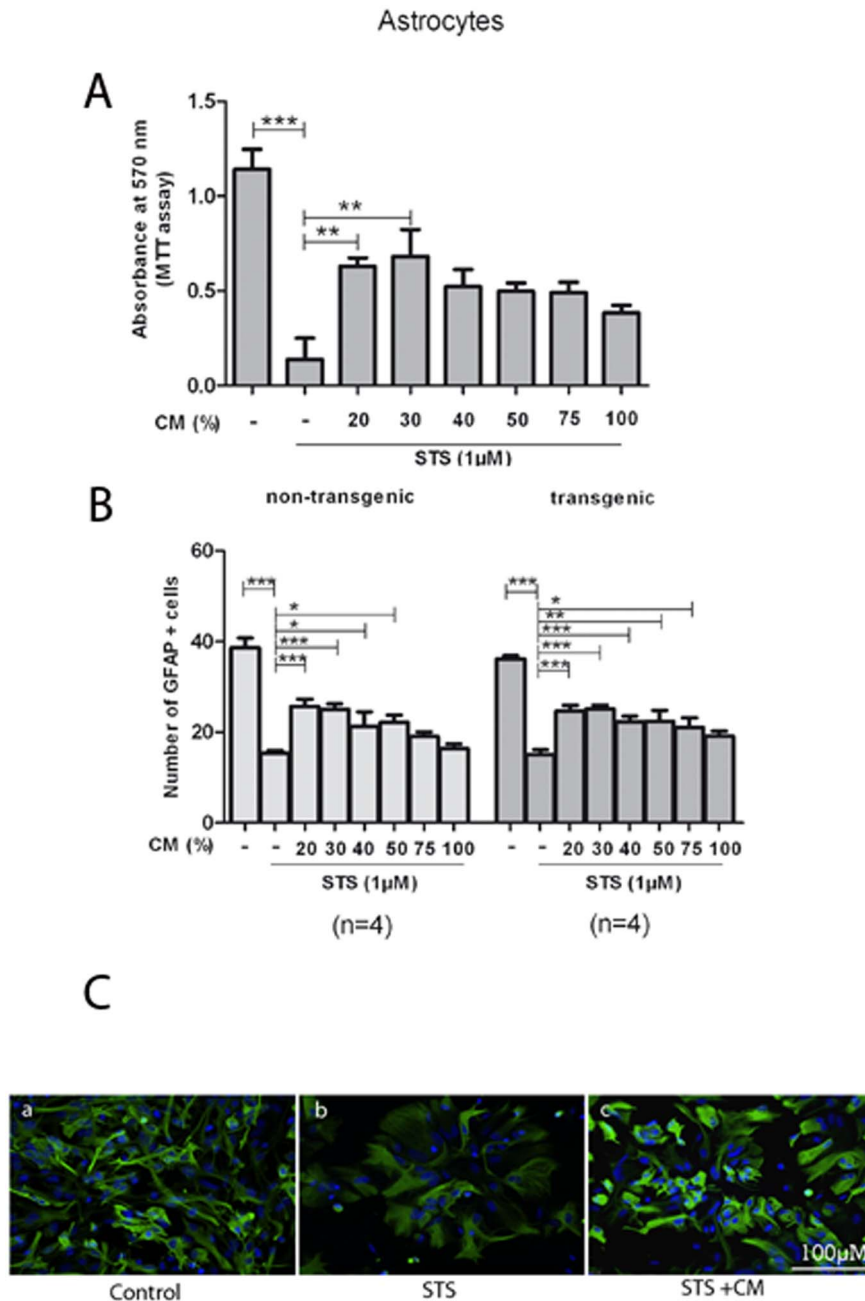 Astrocytes
A
Absorbance at 570 nm
(MTT assay)
1.5
1.0
0.5
0.0
***
**
**
CM (%) - - 20 30 40 50 75 100
STS (1µM)
B
non-transgenic transgenic
Number of GFAP + cells
60
40
20
0
***
*
*
***
***
***
*
**
***
***
***
CM (%) - - 20 30 40 50 75 100 - - 20 30 40 50 75 100
STS (1µM) STS (1µM)
(n=4) (n=4)
C
a b c
100µM
Control STS STS +CM